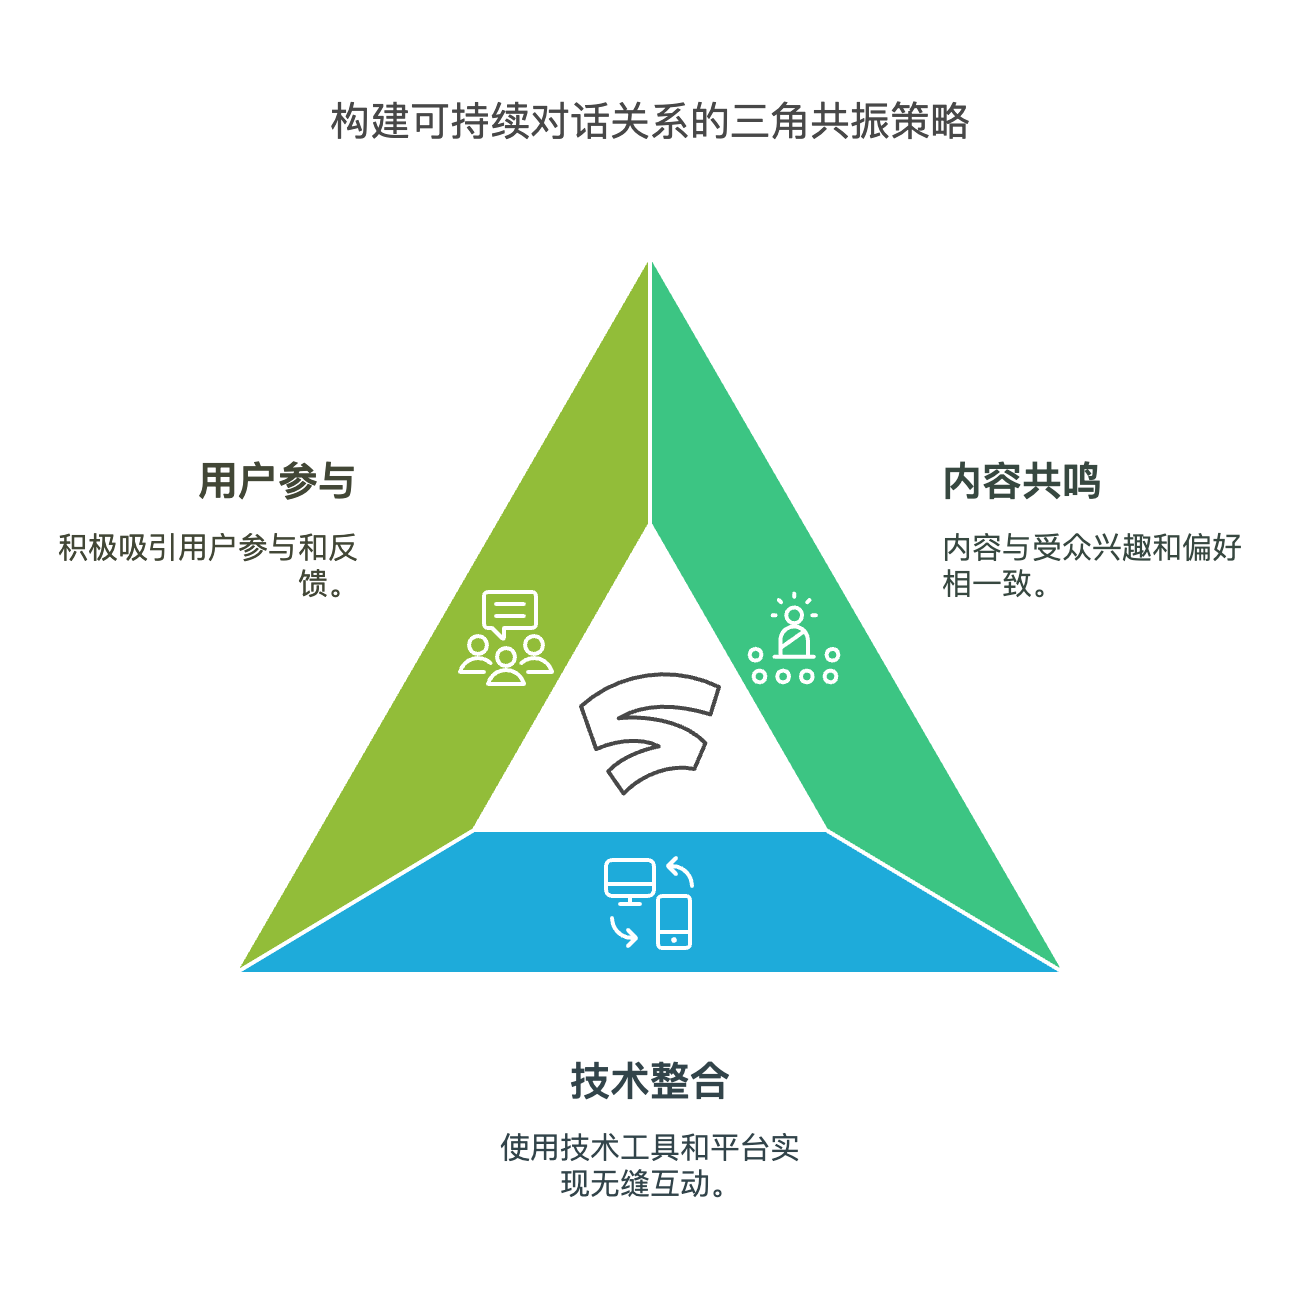 构建可持续对话关系的三角共振策略
用户参与
积极吸引用户参与和反
馈。
内容共鸣
内容与受众兴趣和偏好
相一致。
技术整合
使用技术工具和平台实
现无缝互动。